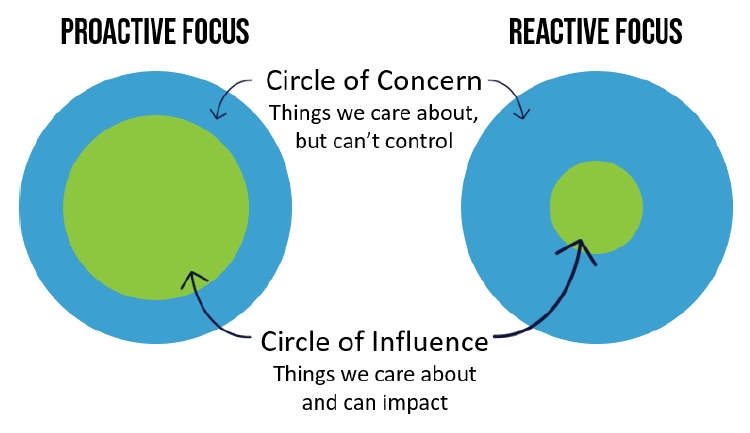 PROACTIVE FOCUS
REACTIVE FOCUS
Circle of Concern
Things we care about,
but can't control
Circle of Influence
Things we care about
and can impact